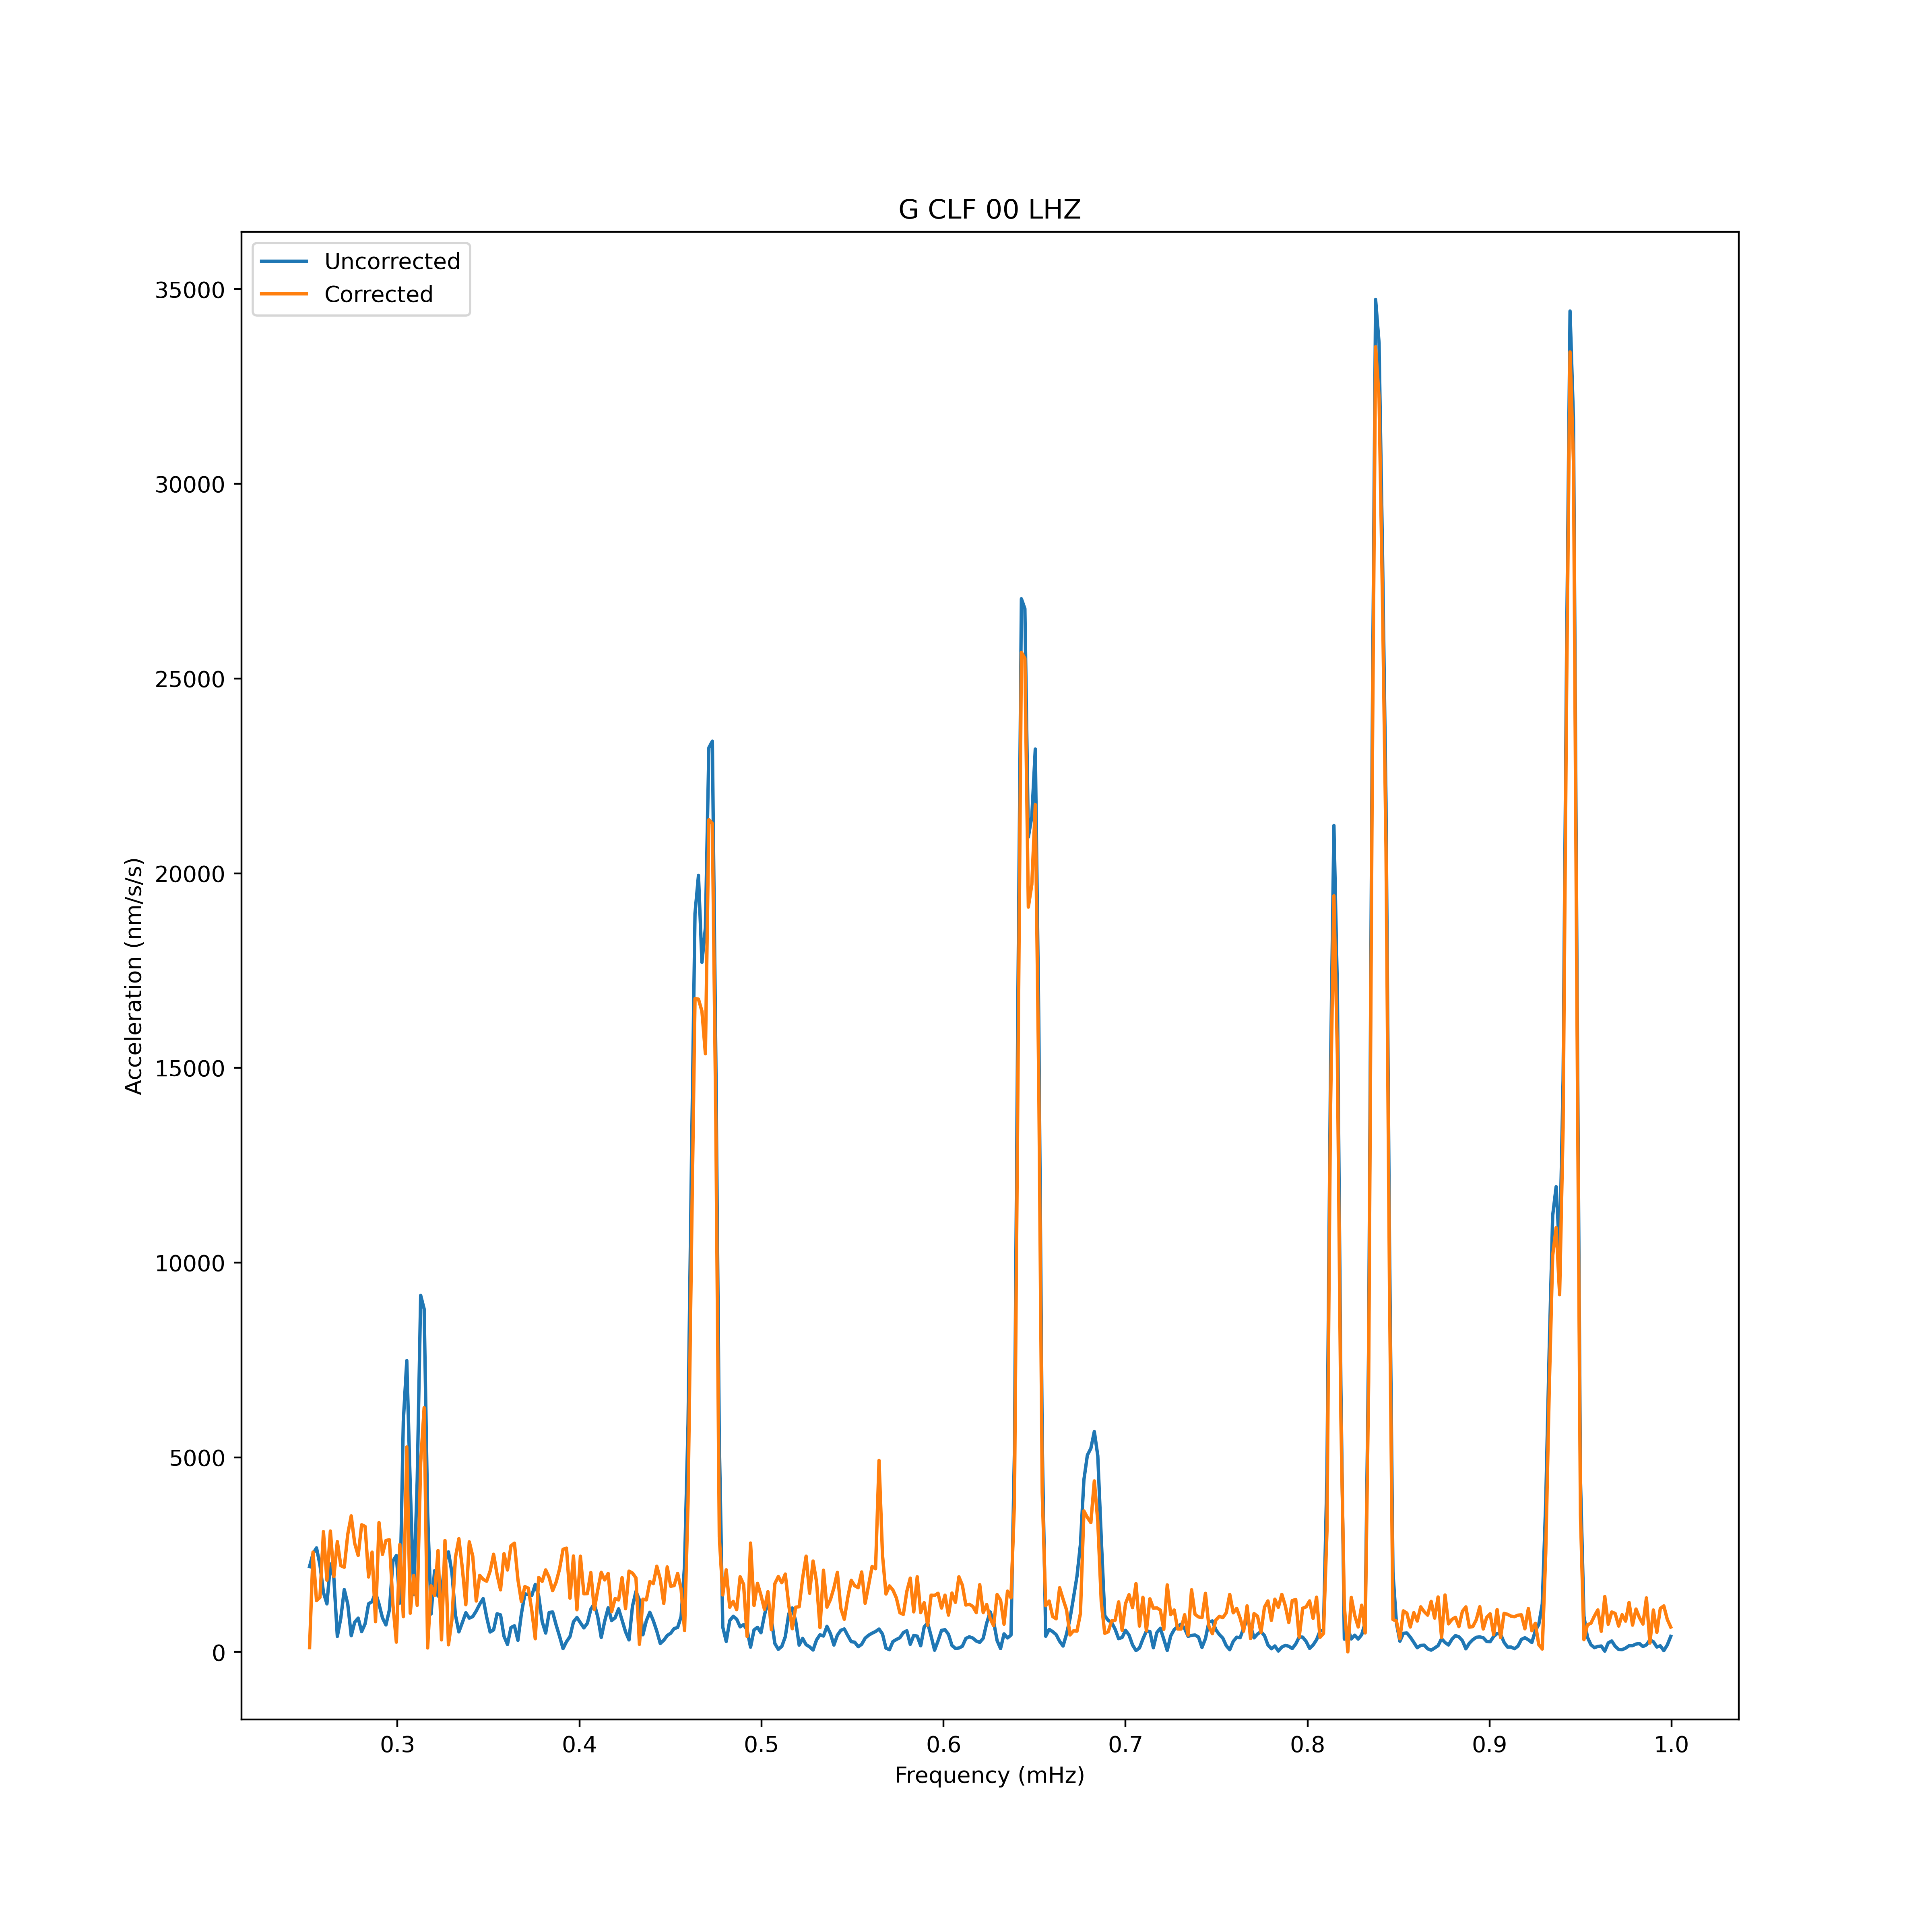 G CLF 00 LHZ
Uncorrected
Corrected
35000
30000
25000
20000
15000
10000
5000
0
Acceleration (nm/s/s)
0.3 0.4 0.5 0.6 0.7 0.8 0.9 1.0
Frequency (mHz)